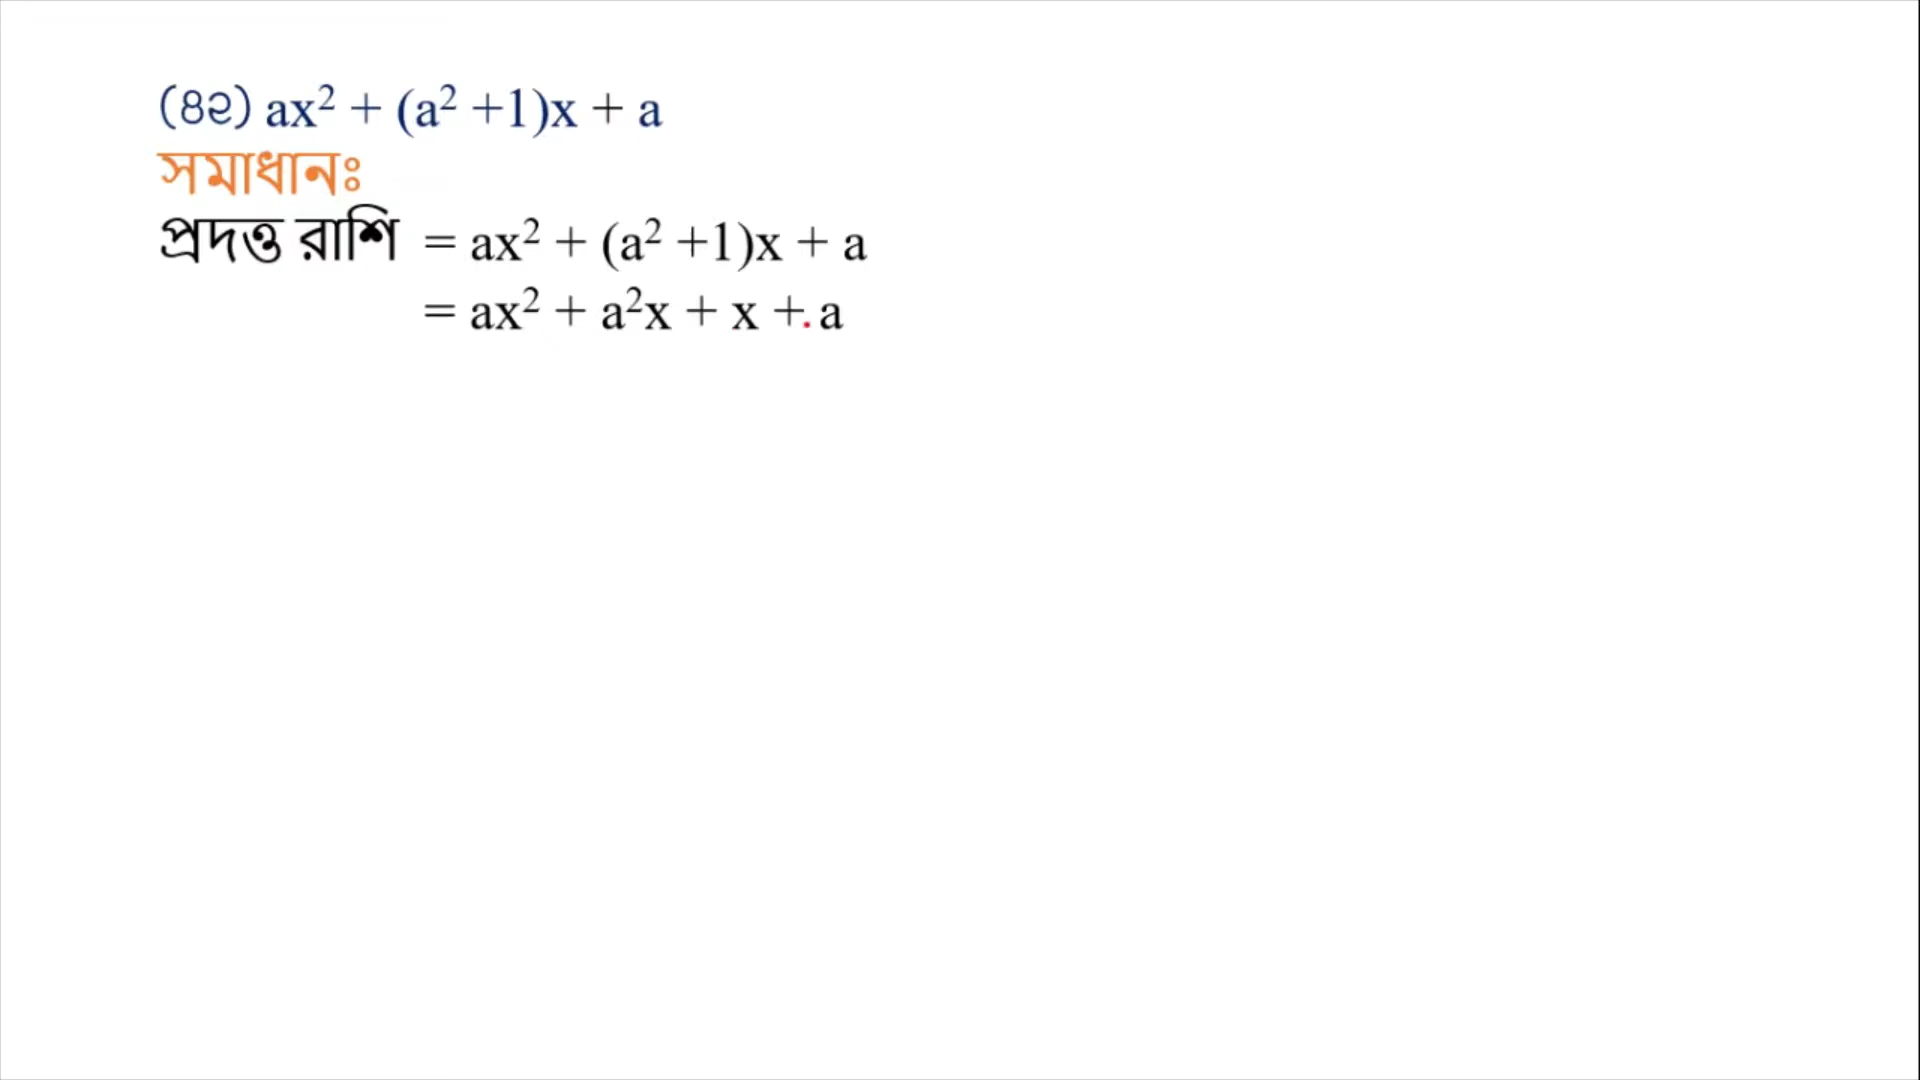 (৪২) ax² + (a² +1)x + a
সমাধানঃ
প্রদত্ত রাশি = ax² + (a² +1)x + a
= ax² + a²x + x + a